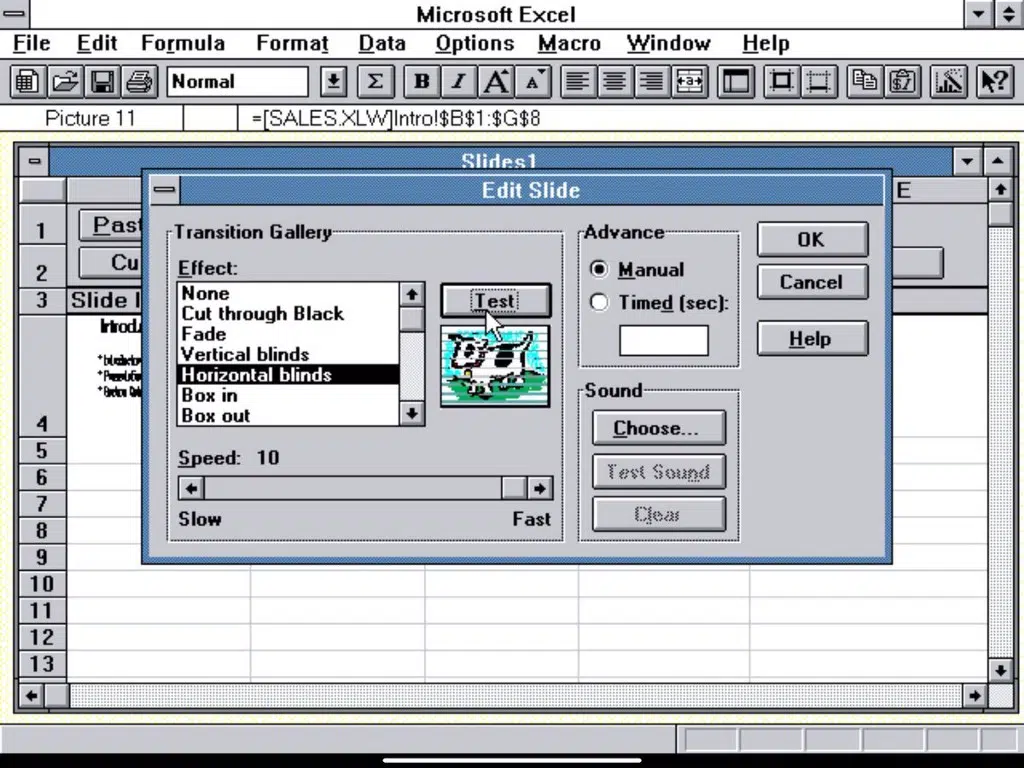 Microsoft Excel
File Edit Formula Format Data Options Macro Window Help
Normal Σ B I A A a
Picture 11 =[SALES.XLW]Intro!$B$1:$G$8
Slides1
Edit Slide
E
1 Past
2 Cu
3 Slide I
4
5
6
7
8
9
10
11
12
13
Transition Gallery
Effect:
None
Cut through Black
Fade
Vertical blinds
Horizontal blinds
Box in
Box out
Test
Speed: 10
Slow Fast
Advance
Manual
Timed (sec):
Sound
Choose...
Test Sound
Clear
OK
Cancel
Help